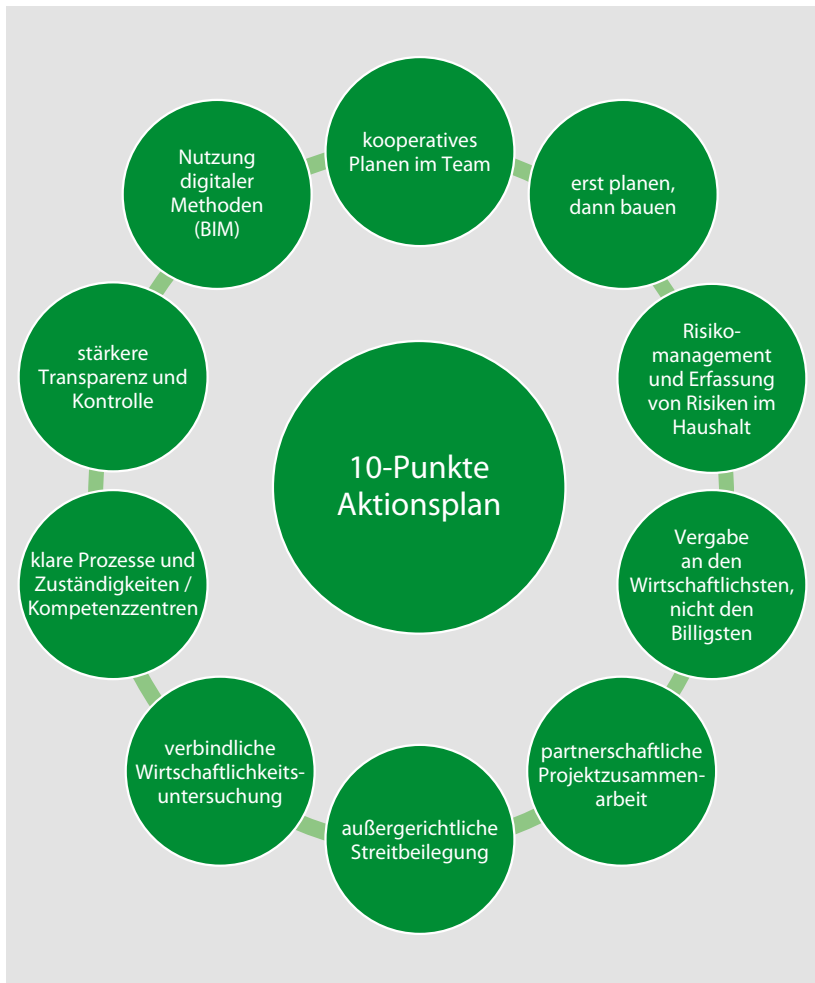 kooperatives
Planen im Team
erst planen,
dann bauen
Risiko-
management
und Erfassung
von Risiken im
Haushalt
Vergabe
an den
Wirtschaftlichsten,
nicht den
Billigsten
partnerschaftliche
Projektzusammen-
arbeit
außergerichtliche
Streitbeilegung
verbindliche
Wirtschaftlichkeits-
untersuchung
klare Prozesse und
Zuständigkeiten /
Kompetenzzentren
stärkere
Transparenz und
Kontrolle
Nutzung
digitaler
Methoden
(BIM)
10-Punkte
Aktionsplan